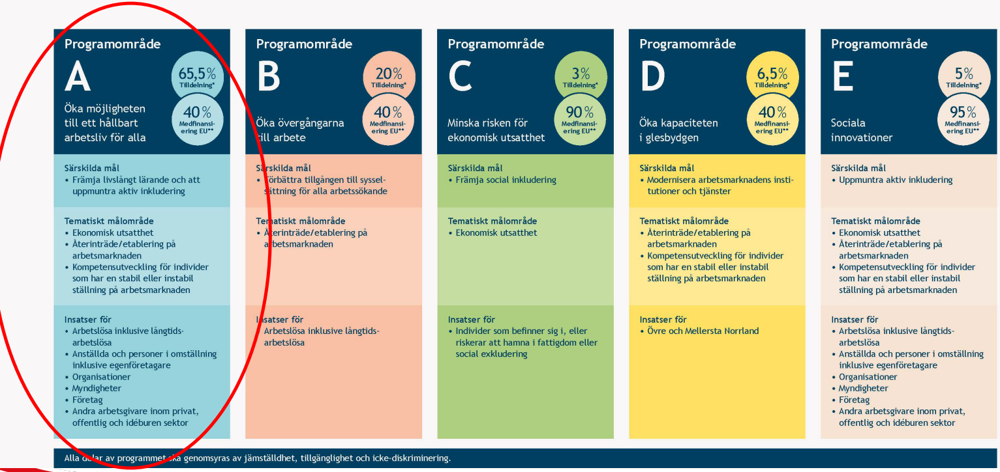 Programområde
A
65,5%
Tilldelning*
40%
Medfinansi-
ering EU**
Öka möjligheten
till ett hållbart
arbetsliv för alla
Särskilda mål
• Främja livslångt lärande och att
uppmuntra aktiv inkludering
Tematiskt målområde
• Ekonomisk utsatthet
• Återinträde/etablering på
arbetsmarknaden
• Kompetensutveckling för individer
som har en stabil eller instabil
ställning på arbetsmarknaden
Insatser för
• Arbetslösa inklusive långtids-
arbetslösa
• Anställda och personer i omställning
inklusive egenföretagare
• Organisationer
• Myndigheter
• Företag
• Andra arbetsgivare inom privat,
offentlig och idéburen sektor
Programområde
B
20%
Tilldelning*
40%
Medfinansi-
ering EU**
Öka övergångarna
till arbete
Särskilda mål
• Förbättra tillgången till syssel-
sättning för alla arbetssökande
Tematiskt målområde
• Återinträde/etablering på
arbetsmarknaden
Insatser för
Arbetslösa inklusive långtids-
arbetslösa
Programområde
C
3%
Tilldelning*
90%
Medfinansi-
ering EU**
Minska risken för
ekonomisk utsatthet
Särskilda mål
• Främja social inkludering
Tematiskt målområde
• Ekonomisk utsatthet
Insatser för
• Individer som befinner sig i, eller
riskerar att hamna i fattigdom eller
social exkludering
Programområde
D
6,5%
Tilldelning*
40%
Medfinansi-
ering EU**
Öka kapaciteten
i glesbydgen
Särskilda mål
• Modernisera arbetsmarknadens insti-
tutioner och tjänster
Tematiskt målområde
• Återinträde/etablering på
arbetsmarknaden
• Kompetensutveckling för individer
som har en stabil eller instabil
ställning på arbetsmarknaden
Insatser för
• Övre och Mellersta Norrland
Programområde
E
5%
Tilldelning*
95%
Medfinansi-
ering EU**
Sociala
innovationer
Särskilda mål
• Uppmuntra aktiv inkludering
Tematiskt målområde
• Ekonomisk utsatthet
• Återinträde/etablering på
arbetsmarknaden
• Kompetensutveckling för individer
som har en stabil eller instabil
ställning på arbetsmarknaden
Insatser för
• Arbetslösa inklusive långtids-
arbetslösa
• Anställda och personer i omställning
inklusive egenföretagare
• Organisationer
• Myndigheter
• Företag
• Andra arbetsgivare inom privat,
offentlig och idéburen sektor
Alla delar av programmet ska genomsyras av jämställdhet, tillgänglighet och icke-diskriminering.